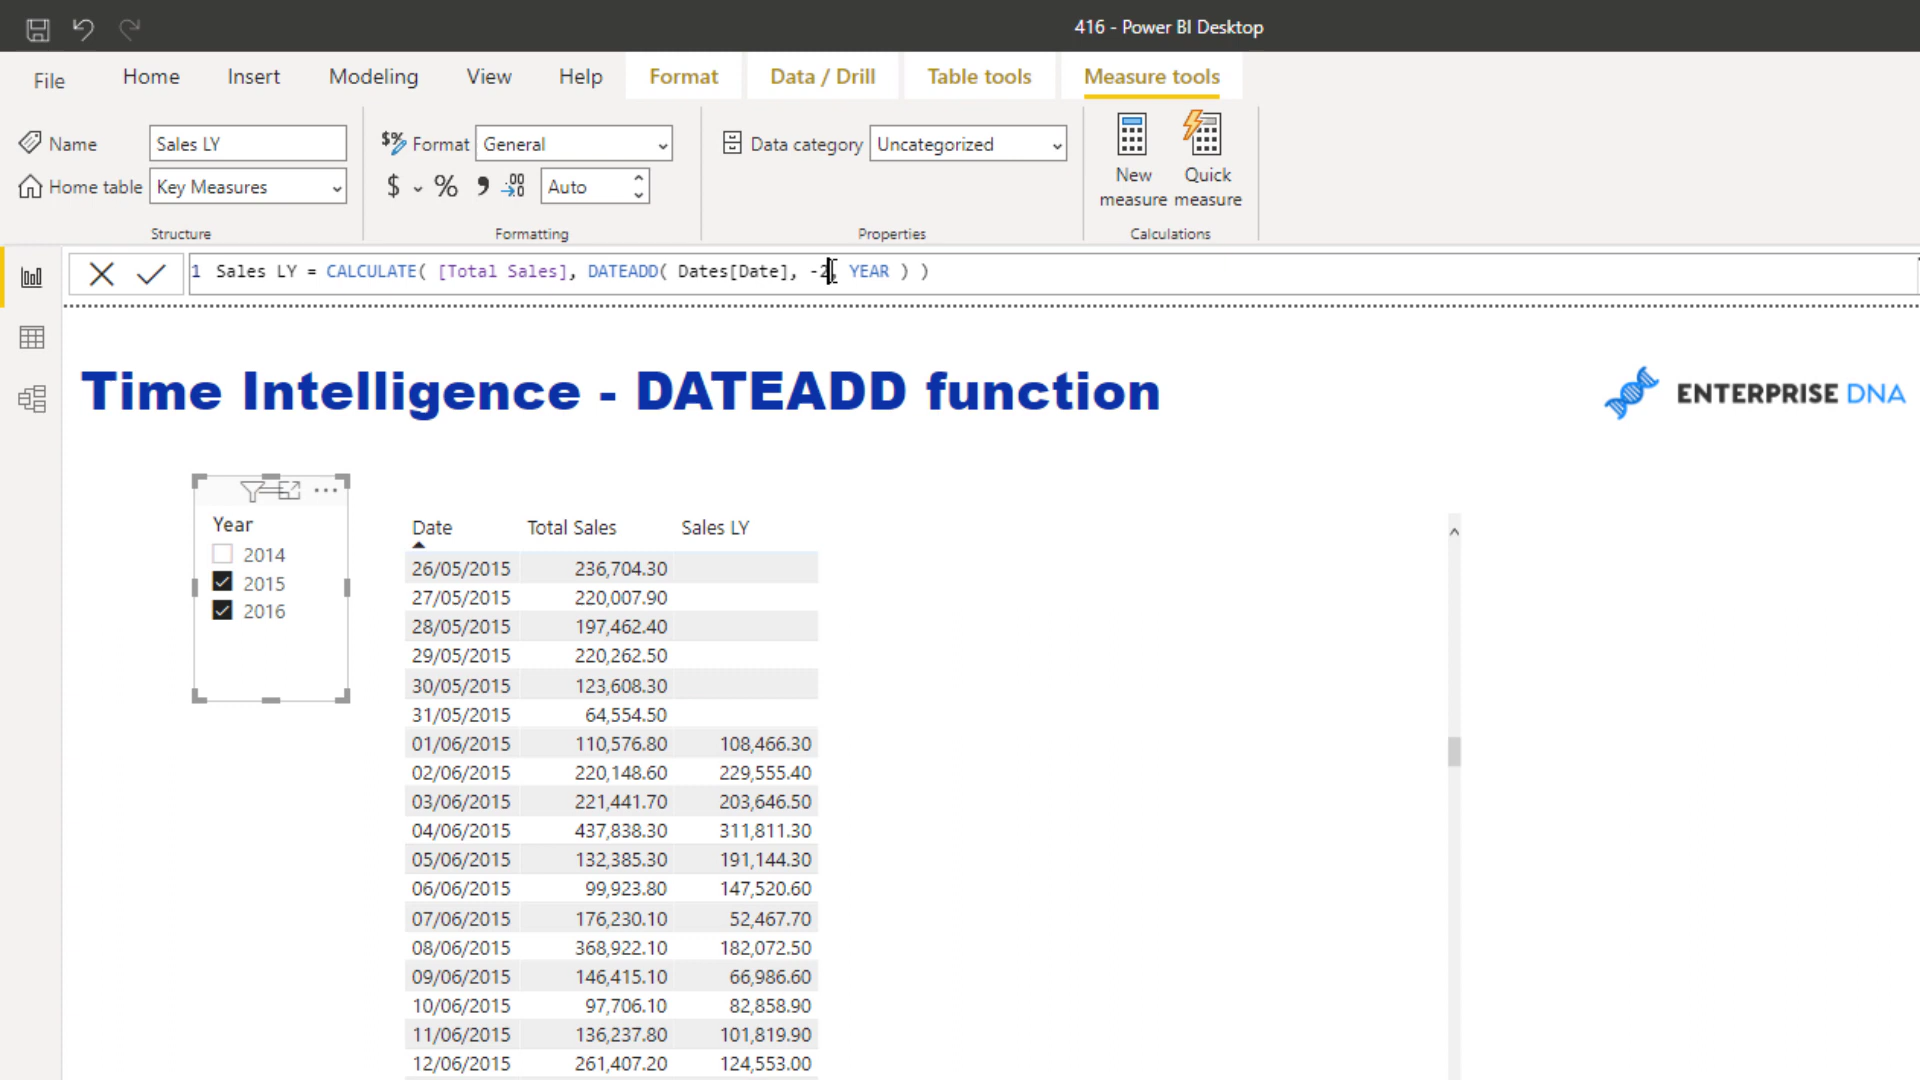 416 - Power BI Desktop
File Home Insert Modeling View Help Format Data / Drill Table tools Measure tools
Name Sales LY $% Format General Data category Uncategorized New measure Quick measure
Home table Key Measures $ % Auto
Structure Formatting Properties Calculations
1 Sales LY = CALCULATE( [Total Sales], DATEADD( Dates[Date], -2, YEAR ) )
Time Intelligence - DATEADD function
ENTERPRISE DNA
Year
2014
2015
2016
Date Total Sales Sales LY
26/05/2015 236,704.30
27/05/2015 220,007.90
28/05/2015 197,462.40
29/05/2015 220,262.50
30/05/2015 123,608.30
31/05/2015 64,554.50
01/06/2015 110,576.80 108,466.30
02/06/2015 220,148.60 229,555.40
03/06/2015 221,441.70 203,646.50
04/06/2015 437,838.30 311,811.30
05/06/2015 132,385.30 191,144.30
06/06/2015 99,923.80 147,520.60
07/06/2015 176,230.10 52,467.70
08/06/2015 368,922.10 182,072.50
09/06/2015 146,415.10 66,986.60
10/06/2015 97,706.10 82,858.90
11/06/2015 136,237.80 101,819.90
12/06/2015 261,407.20 124,553.00